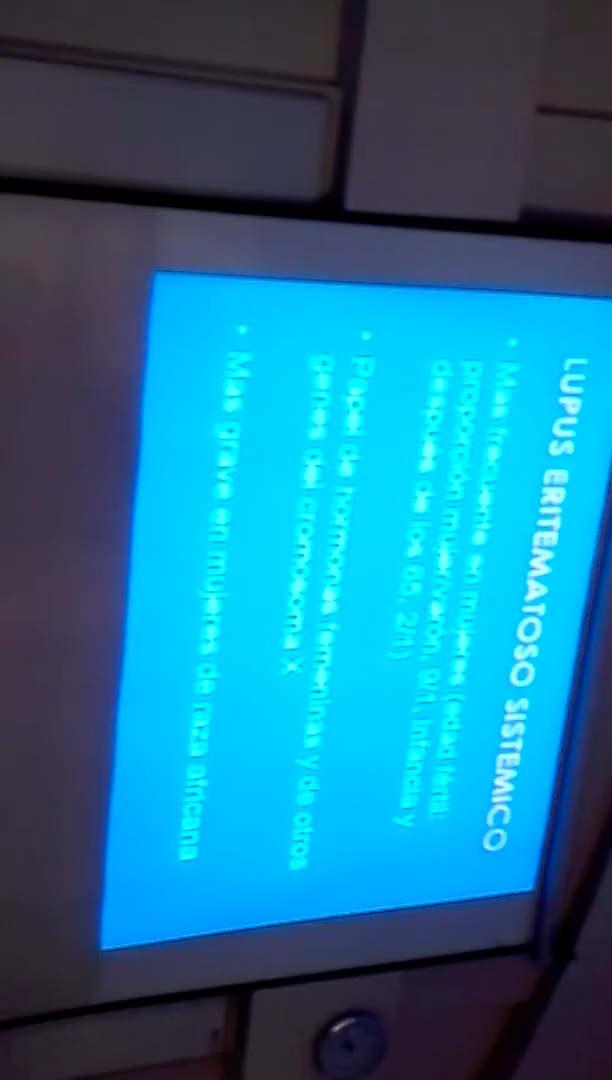 LUPUS ERITEMATOSO SISTEMICO
• Mas frecuente en mujeres (edad fértil:
proporción mujer/varón, 9/1, infancia y
después de los 65, 2/1)
• Papel de hormonas femeninas y de otros
genes del cromosoma X
• Mas grave en mujeres de raza africana